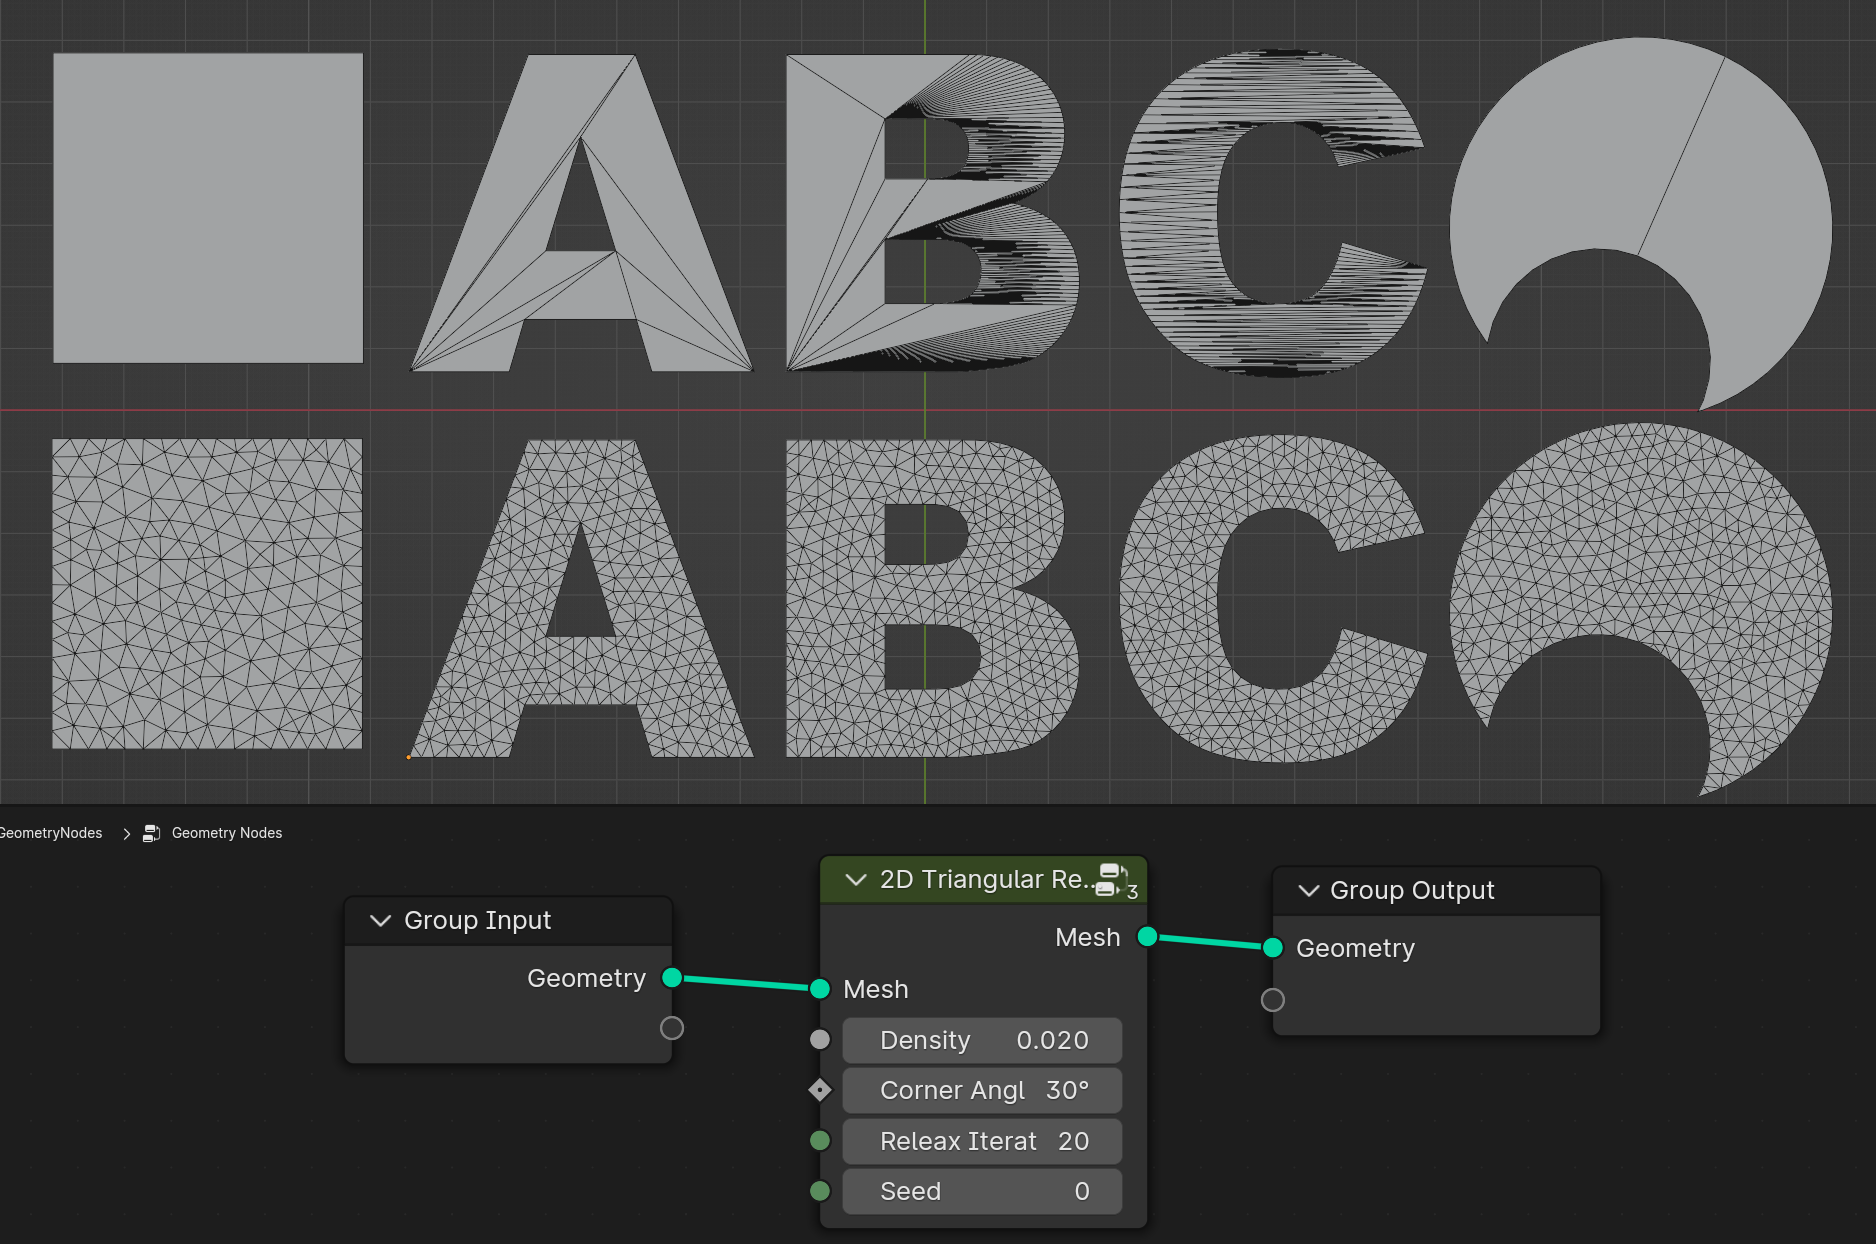 A B C
A B C
GeometryNodes > Geometry Nodes
Group Input
Geometry
2D Triangular Re..
3
Mesh
Mesh
Density 0.020
Corner Angl 30°
Releax Iterat 20
Seed 0
Group Output
Geometry